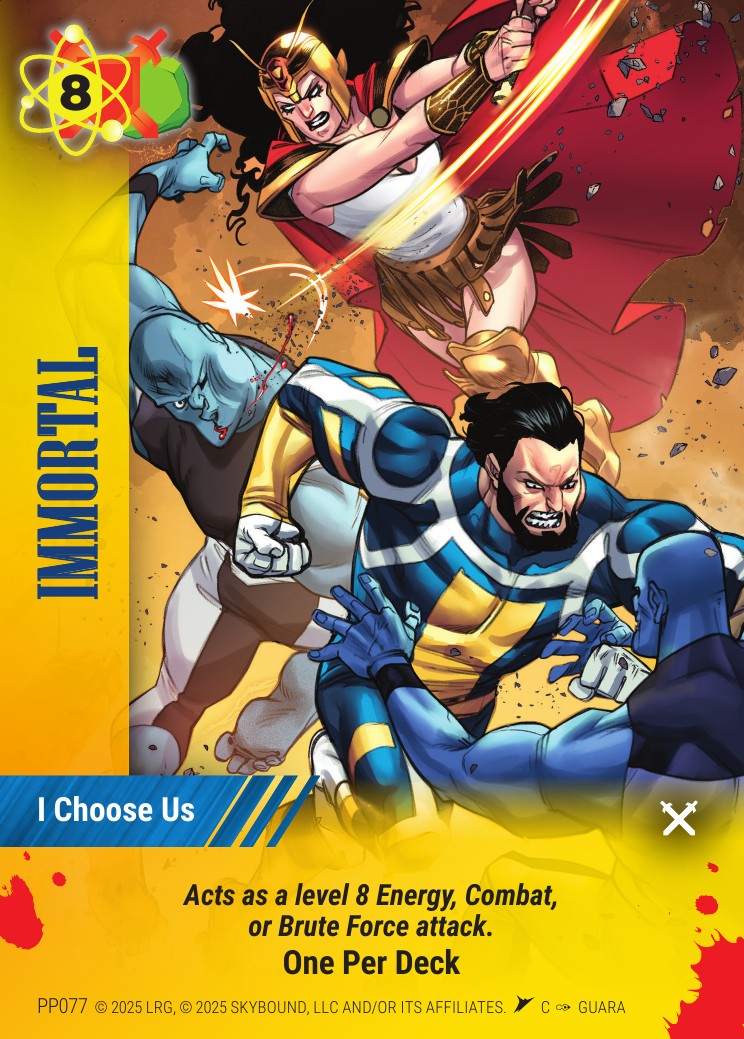 8
IMMORTAL
I Choose Us
Acts as a level 8 Energy, Combat,
or Brute Force attack.
One Per Deck
PP077 © 2025 LRG, © 2025 SKYBOUND, LLC AND/OR ITS AFFILIATES. C GUARA